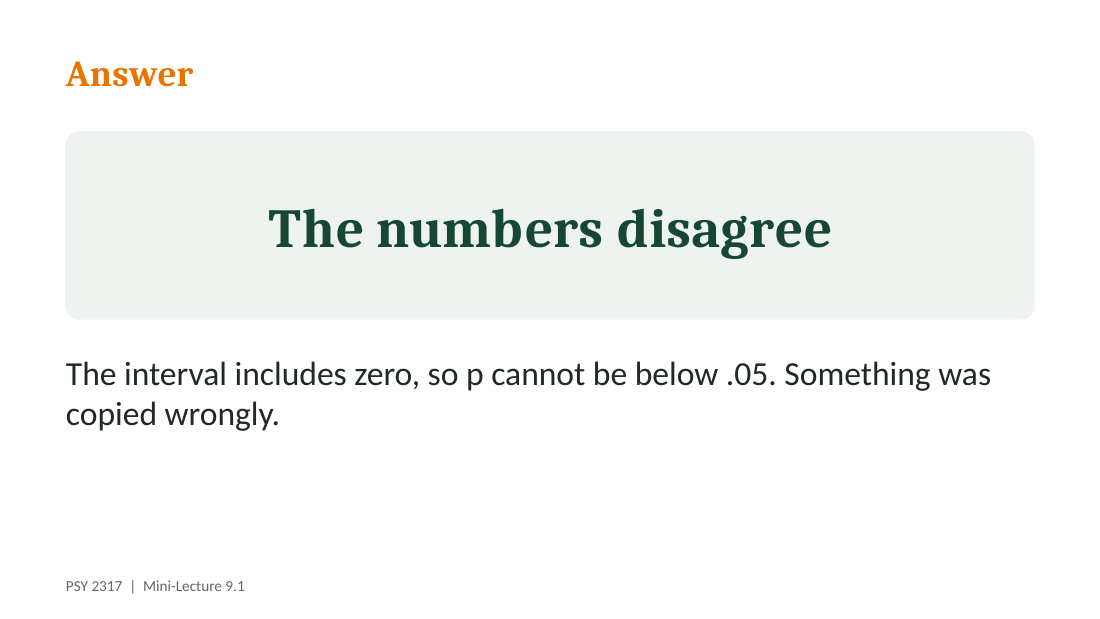 Answer
The numbers disagree
The interval includes zero, so p cannot be below .05. Something was
copied wrongly.
PSY 2317 | Mini-Lecture 9.1